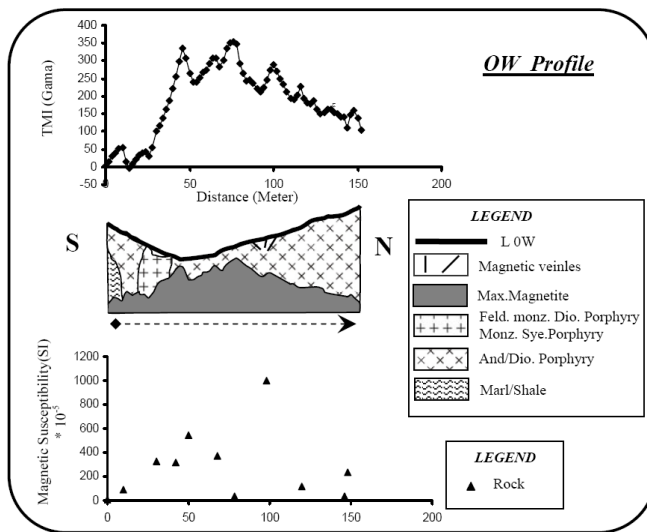 OW Profile
TMI (Gama)
400
350
300
250
200
150
100
50
0
-50
0
50
100
150
200
Distance (Meter)
S
N
LEGEND
L 0W
Magnetic veinles
Max.Magnetite
Feld. monz. Dio. Porphyry
Monz. Sye.Porphyry
And/Dio. Porphyry
Marl/Shale
Magnetic Susceptibility(SI)
* 10-5
1200
1000
800
600
400
200
0
0
50
100
150
200
LEGEND
Rock